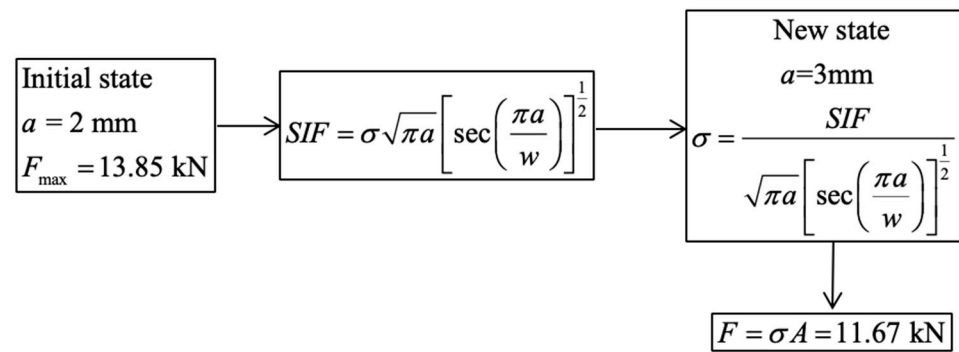 Initial state
a = 2 mm
F_max = 13.85 kN
SIF = σ√(πa) [sec(πa/w)]^(1/2)
New state
a=3mm
σ = SIF / (√(πa) [sec(πa/w)]^(1/2))
F = σA = 11.67 kN